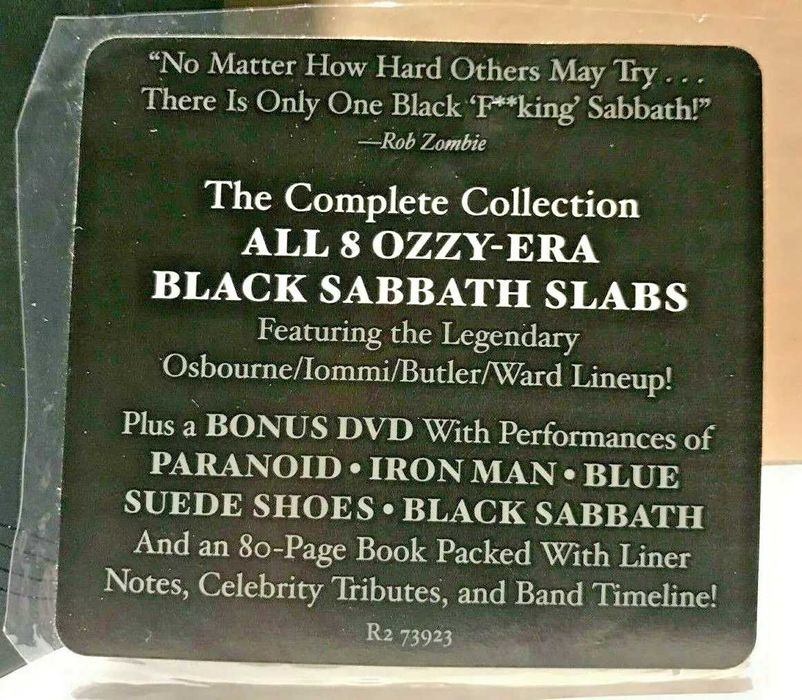 “No Matter How Hard Others May Try . . .
There Is Only One Black ‘F**king’ Sabbath!”
—Rob Zombie
The Complete Collection
ALL 8 OZZY-ERA
BLACK SABBATH SLABS
Featuring the Legendary
Osbourne/Iommi/Butler/Ward Lineup!
Plus a BONUS DVD With Performances of
PARANOID • IRON MAN • BLUE
SUEDE SHOES • BLACK SABBATH
And an 80-Page Book Packed With Liner
Notes, Celebrity Tributes, and Band Timeline!
R2 73923